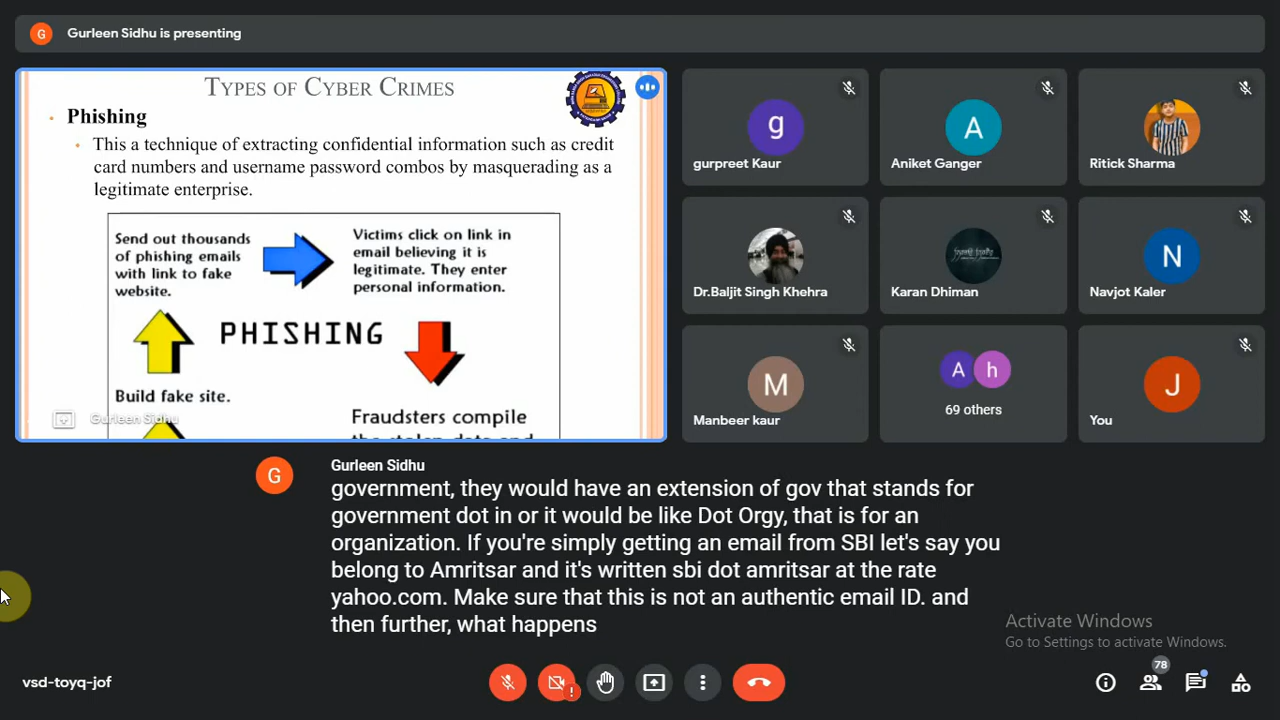 G Gurleen Sidhu is presenting
TYPES OF CYBER CRIMES
Phishing
This a technique of extracting confidential information such as credit
card numbers and username password combos by masquerading as a
legitimate enterprise.
Send out thousands
of phishing emails
with link to fake
website.
Victims click on link in
email believing it is
legitimate. They enter
personal information.
PHISHING
Build fake site.
Fraudsters compile
the stolen data and
Gurleen Sidhu
g
gurpreet Kaur
A
Aniket Ganger
Ritick Sharma
Dr.Baljit Singh Khehra
Karan Dhiman
N
Navjot Kaler
M
Manbeer kaur
A h
69 others
J
You
G
Gurleen Sidhu
government, they would have an extension of gov that stands for
government dot in or it would be like Dot Orgy, that is for an
organization. If you're simply getting an email from SBI let's say you
belong to Amritsar and it's written sbi dot amritsar at the rate
yahoo.com. Make sure that this is not an authentic email ID. and
then further, what happens
Activate Windows
Go to Settings to activate Windows.
vsd-toyq-jof
78